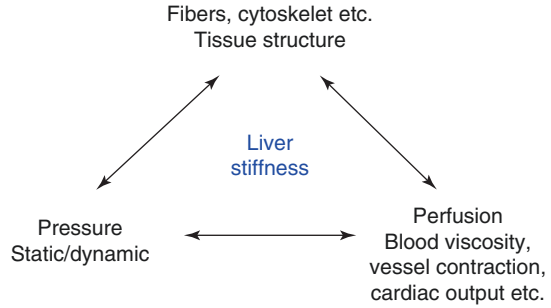 Fibers, cytoskelet etc.
Tissue structure
Liver
stiffness
Pressure
Static/dynamic
Perfusion
Blood viscosity,
vessel contraction,
cardiac output etc.